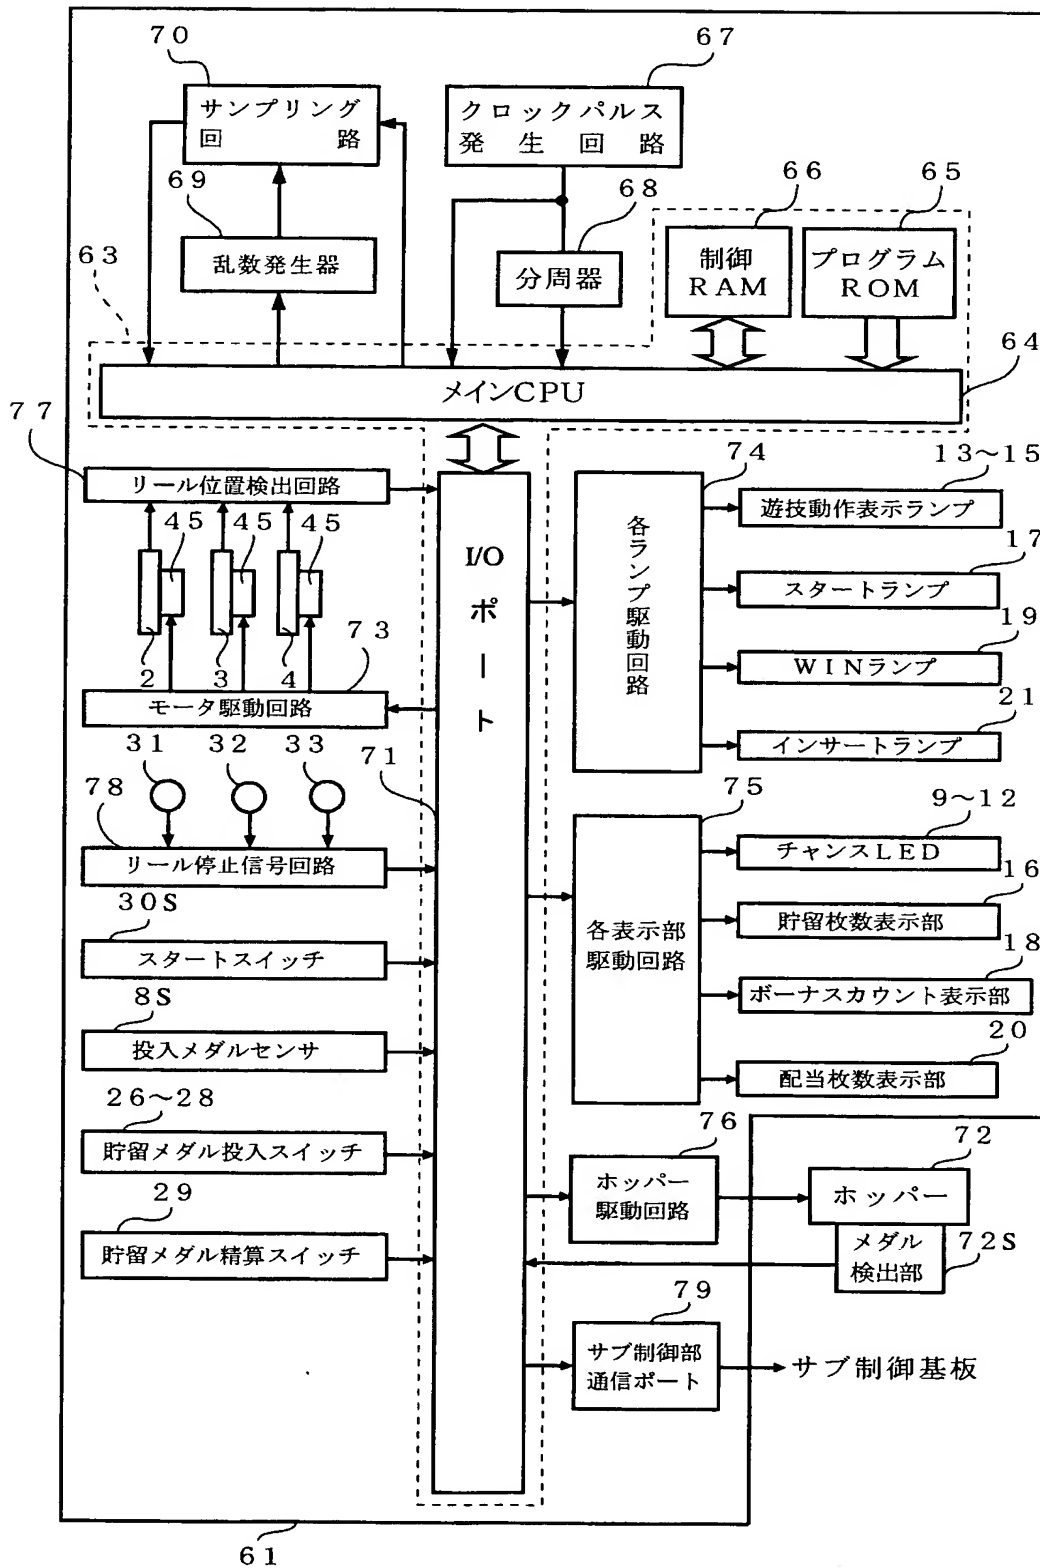 70
67
サンプリング
回路
クロックパルス
発生回路
69
68
66
65
63
乱数発生器
分周器
制御
RAM
プログラム
ROM
64
メインCPU
77
リール位置検出回路
45
45
45
2
3
4
73
モータ駆動回路
31
32
33
78
71
リール停止信号回路
30S
スタートスイッチ
8S
投入メダルセンサ
26~28
貯留メダル投入スイッチ
29
貯留メダル精算スイッチ
I/O
ポート
74
各ランプ駆動回路
13~15
遊技動作表示ランプ
17
スタートランプ
19
WINランプ
21
インサートランプ
75
各表示部
駆動回路
9~12
チャンスLED
16
貯留枚数表示部
18
ボーナスカウント表示部
20
配当枚数表示部
76
ホッパー
駆動回路
72
ホッパー
メダル
検出部
72S
79
サブ制御部
通信ポート
サブ制御基板
61